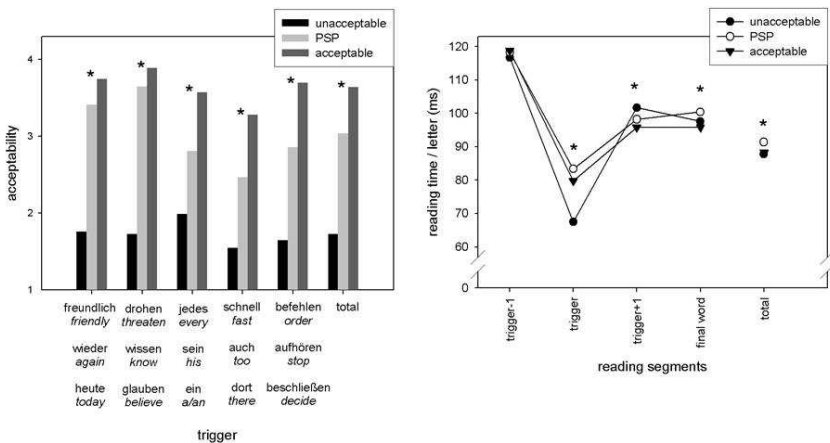 unacceptable
PSP
acceptable
4
3
2
1
acceptability
* * * * * *
freundlich drohen jedes schnell befehlen total
friendly threaten every fast order
wieder wissen sein auch aufhören
again know his too stop
heute glauben ein dort beschließen
today believe a/an there decide
trigger
unacceptable
PSP
acceptable
120
100
90
80
70
60
0
reading time / letter (ms)
* * * *
trigger-1 trigger trigger+1 final word total
reading segments